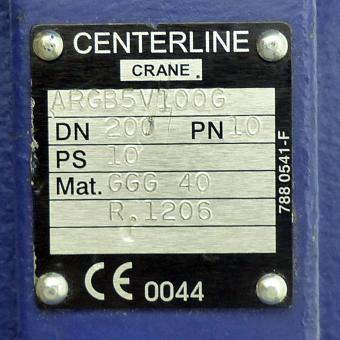 CENTERLINE
CRANE.
ARGB5V100G
DN 200 PN 10
PS 10
Mat. GGG 40
R.1206
CE 0044
788 0541-F